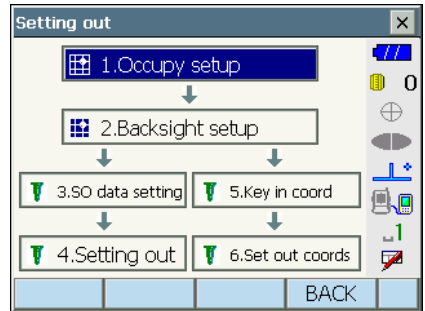 Setting out
1.Occupy setup
0
2.Backsight setup
3.SO data setting
5.Key in coord
4.Setting out
6.Set out coords
1
BACK